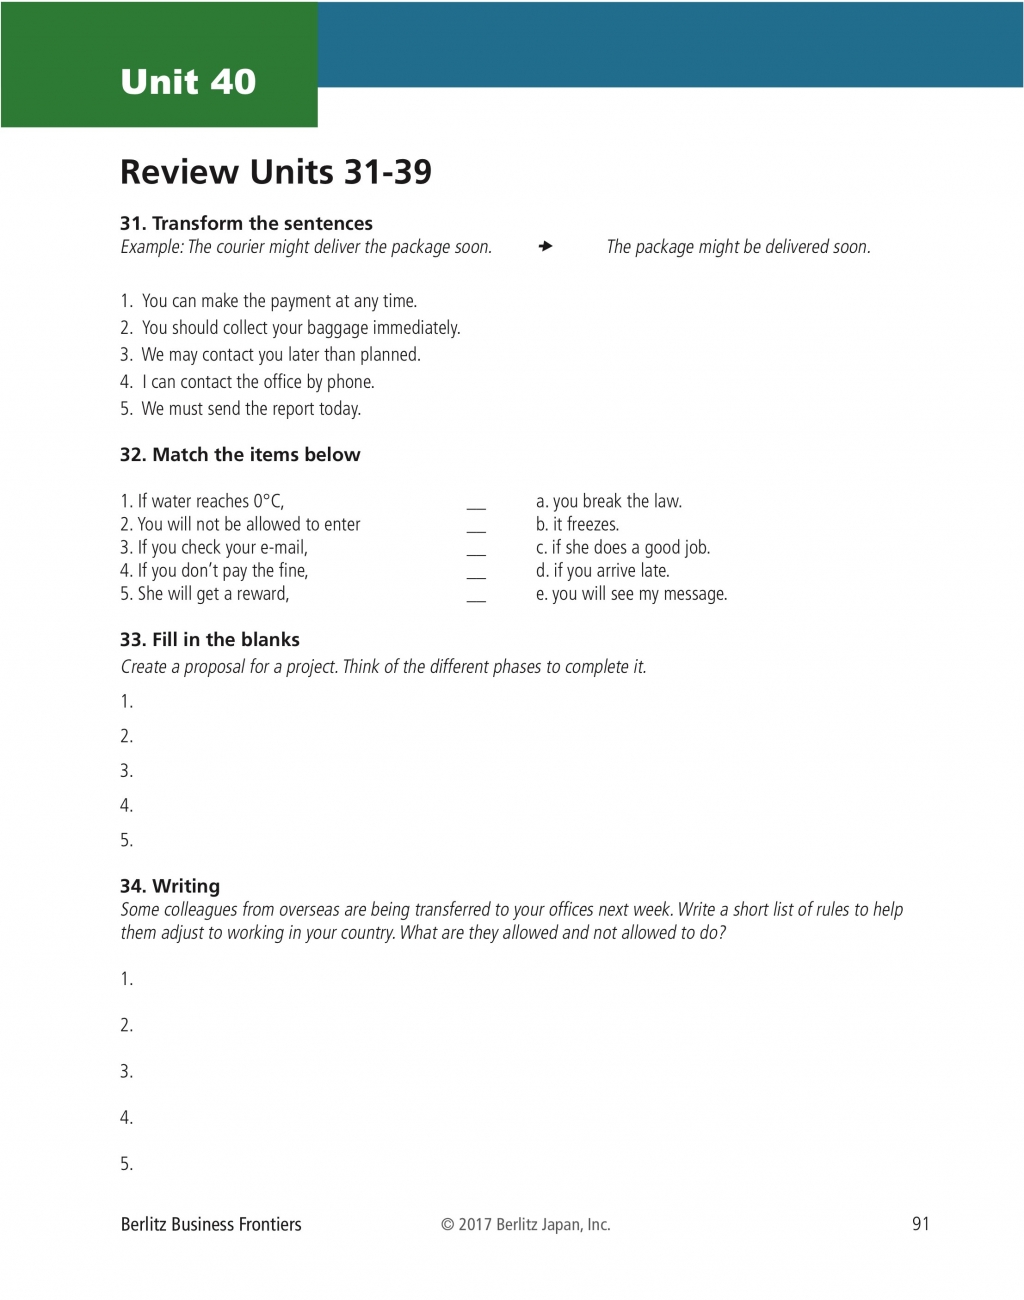 Unit 40
Review Units 31-39
31. Transform the sentences
Example: The courier might deliver the package soon. ➔ The package might be delivered soon.
1. You can make the payment at any time.
2. You should collect your baggage immediately.
3. We may contact you later than planned.
4. I can contact the office by phone.
5. We must send the report today.
32. Match the items below
1. If water reaches 0°C, __ a. you break the law.
2. You will not be allowed to enter __ b. it freezes.
3. If you check your e-mail, __ c. if she does a good job.
4. If you don’t pay the fine, __ d. if you arrive late.
5. She will get a reward, __ e. you will see my message.
33. Fill in the blanks
Create a proposal for a project. Think of the different phases to complete it.
1.
2.
3.
4.
5.
34. Writing
Some colleagues from overseas are being transferred to your offices next week. Write a short list of rules to help
them adjust to working in your country. What are they allowed and not allowed to do?
1.
2.
3.
4.
5.
Berlitz Business Frontiers © 2017 Berlitz Japan, Inc. 91